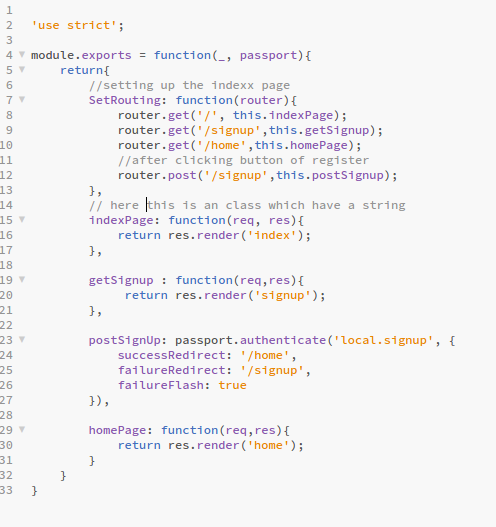 1
2 'use strict';
3
4 module.exports = function(_, passport){
5     return{
6         //setting up the indexx page
7         SetRouting: function(router){
8             router.get('/', this.indexPage);
9             router.get('/signup',this.getSignup);
10             router.get('/home',this.homePage);
11             //after clicking button of register
12             router.post('/signup',this.postSignup);
13         },
14         // here this is an class which have a string
15         indexPage: function(req, res){
16             return res.render('index');
17         },
18
19         getSignup : function(req,res){
20              return res.render('signup');
21         },
22
23         postSignUp: passport.authenticate('local.signup', {
24             successRedirect: '/home',
25             failureRedirect: '/signup',
26             failureFlash: true
27         }),
28
29         homePage: function(req,res){
30             return res.render('home');
31         }
32     }
33 }